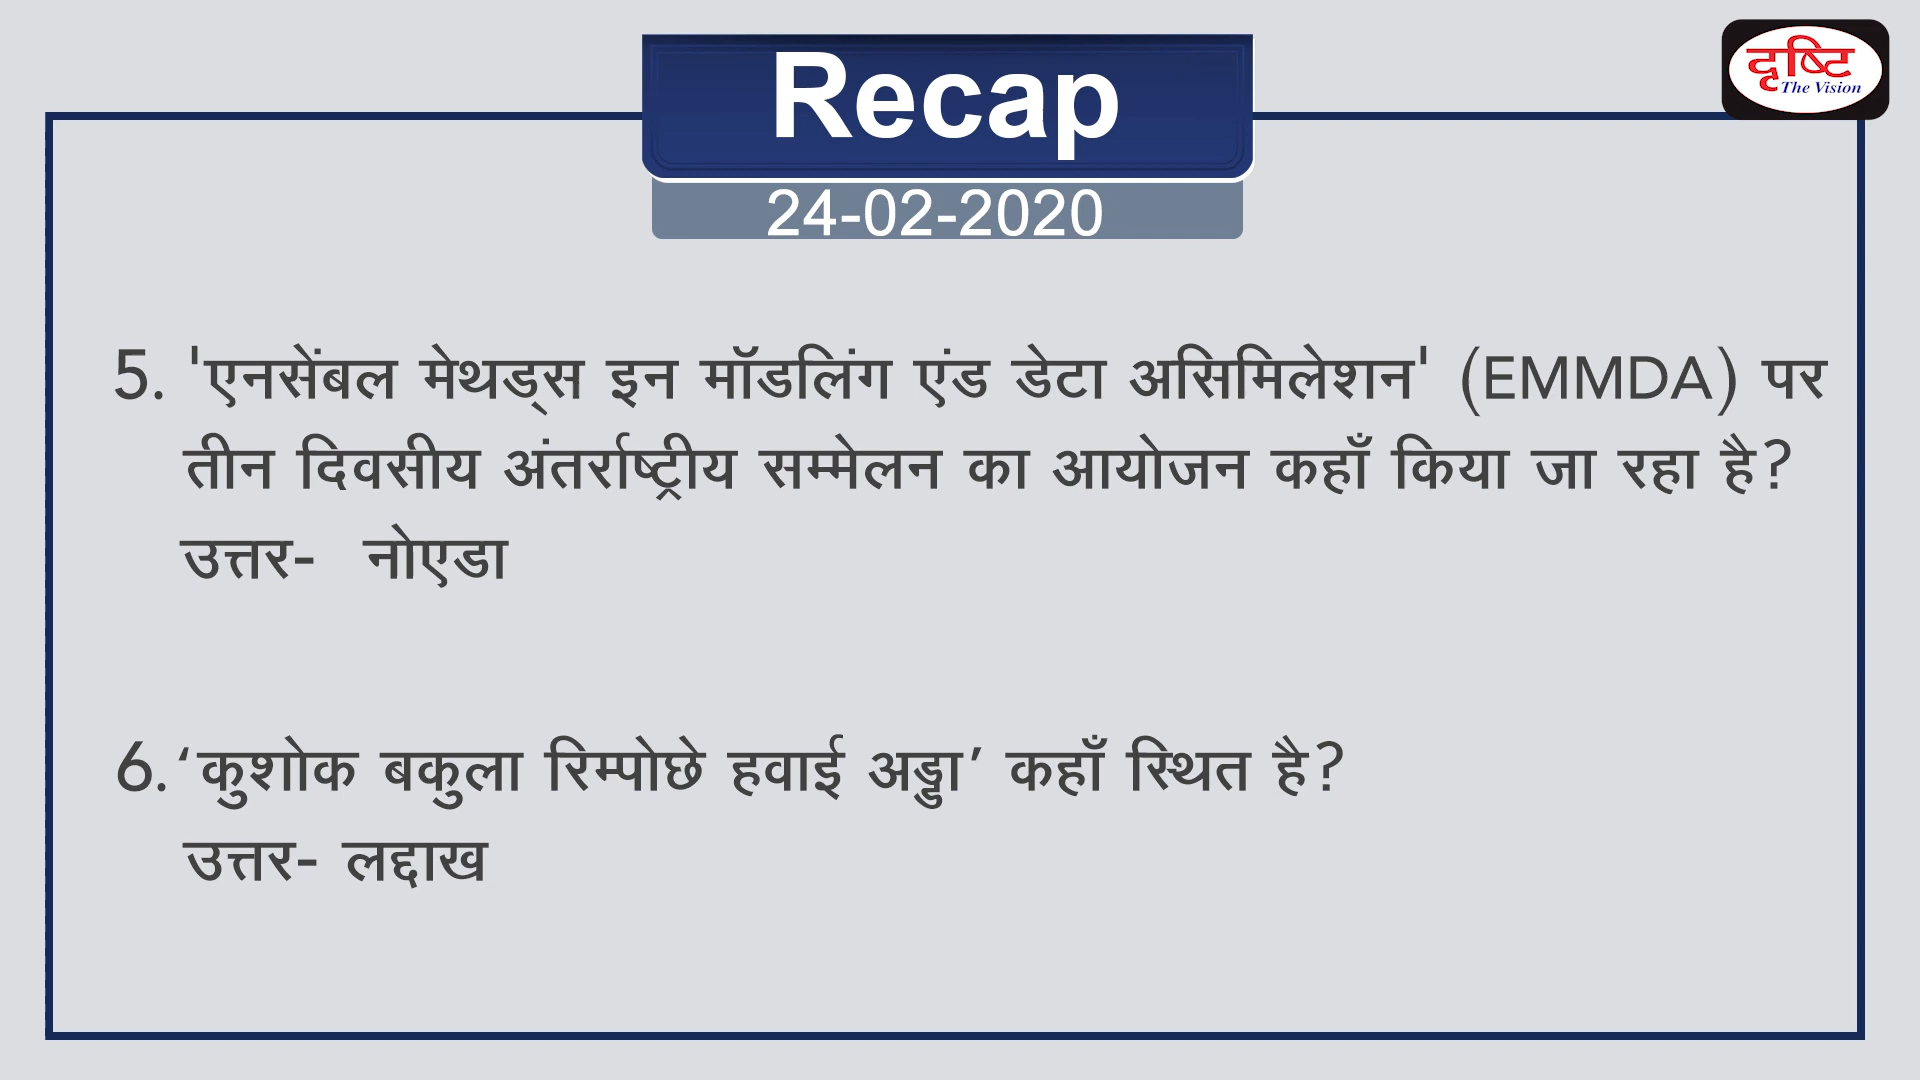 Recap
दृष्टि
The Vision
24-02-2020
5. 'एनसेंबल मेथड्स इन मॉडलिंग एंड डेटा असिमिलेशन' (EMMDA) पर
तीन दिवसीय अंतर्राष्ट्रीय सम्मेलन का आयोजन कहाँ किया जा रहा है?
उत्तर- नोएडा
6. ‘कुशोक बकुला रिम्पोछे हवाई अड्डा’ कहाँ स्थित है?
उत्तर- लद्दाख